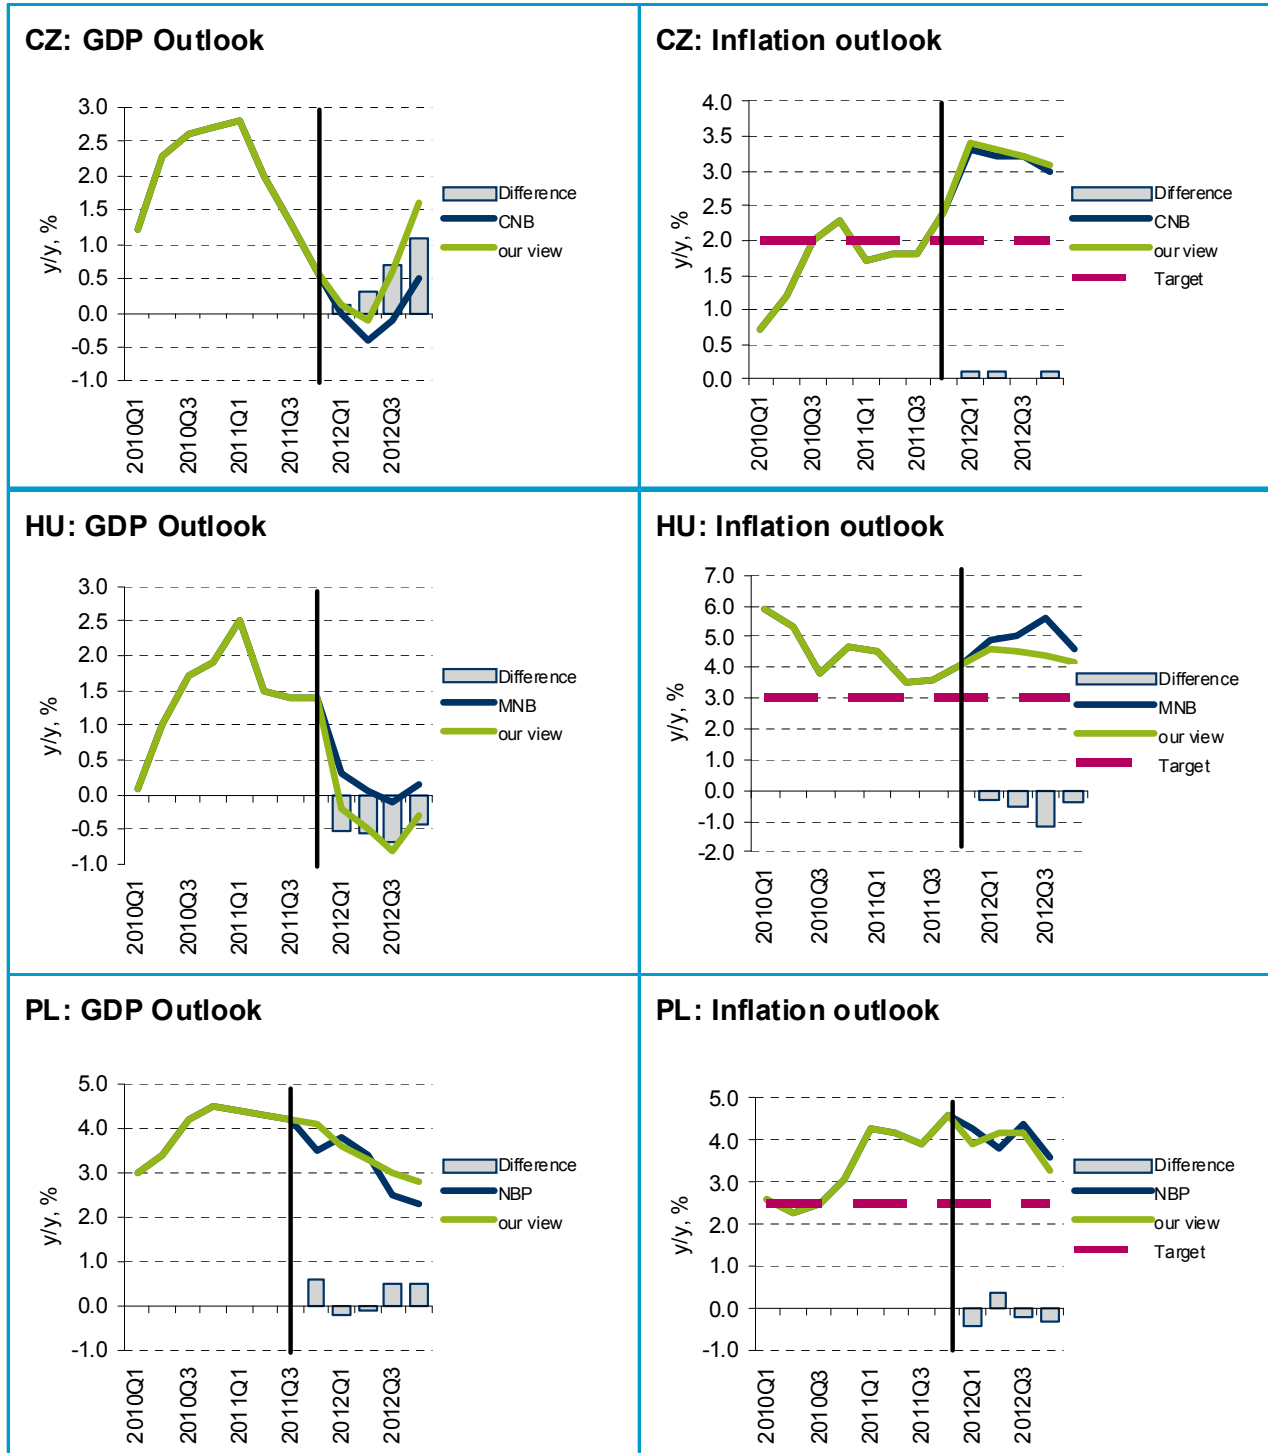 CZ: GDP Outlook
y/y, %
3.0
2.5
2.0
1.5
1.0
0.5
0.0
-0.5
-1.0
2010Q1
2010Q3
2011Q1
2011Q3
2012Q1
2012Q3
Difference
CNB
our view
CZ: Inflation outlook
y/y, %
4.0
3.5
3.0
2.5
2.0
1.5
1.0
0.5
0.0
2010Q1
2010Q3
2011Q1
2011Q3
2012Q1
2012Q3
Difference
CNB
our view
Target
HU: GDP Outlook
y/y, %
3.0
2.5
2.0
1.5
1.0
0.5
0.0
-0.5
-1.0
2010Q1
2010Q3
2011Q1
2011Q3
2012Q1
2012Q3
Difference
MNB
our view
HU: Inflation outlook
y/y, %
7.0
6.0
5.0
4.0
3.0
2.0
1.0
0.0
-1.0
-2.0
2010Q1
2010Q3
2011Q1
2011Q3
2012Q1
2012Q3
Difference
MNB
our view
Target
PL: GDP Outlook
y/y, %
5.0
4.0
3.0
2.0
1.0
0.0
-1.0
2010Q1
2010Q3
2011Q1
2011Q3
2012Q1
2012Q3
Difference
NBP
our view
PL: Inflation outlook
y/y, %
5.0
4.0
3.0
2.0
1.0
0.0
-1.0
2010Q1
2010Q3
2011Q1
2011Q3
2012Q1
2012Q3
Difference
NBP
our view
Target